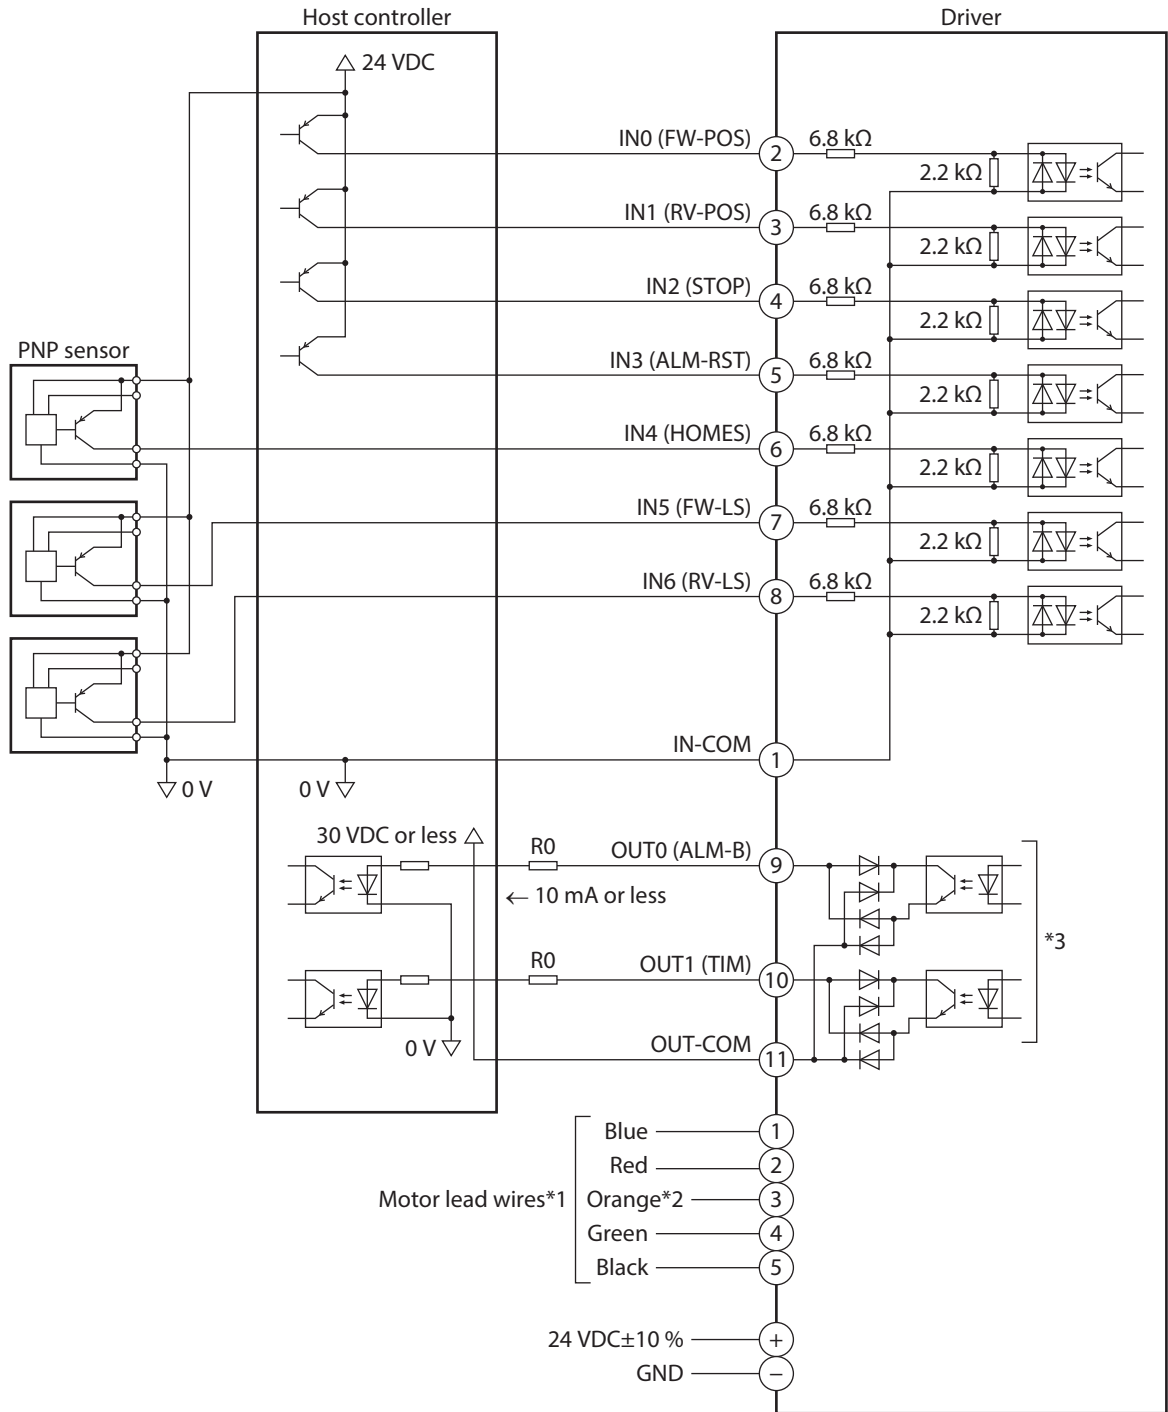 Host controller
Driver
24 VDC
IN0 (FW-POS)
2
6.8 kΩ
2.2 kΩ
IN1 (RV-POS)
3
6.8 kΩ
2.2 kΩ
IN2 (STOP)
4
6.8 kΩ
2.2 kΩ
PNP sensor
IN3 (ALM-RST)
5
6.8 kΩ
2.2 kΩ
IN4 (HOMES)
6
6.8 kΩ
2.2 kΩ
IN5 (FW-LS)
7
6.8 kΩ
2.2 kΩ
IN6 (RV-LS)
8
6.8 kΩ
2.2 kΩ
IN-COM
1
0 V
0 V
30 VDC or less
R0
OUT0 (ALM-B)
9
← 10 mA or less
*3
R0
OUT1 (TIM)
10
0 V
OUT-COM
11
Blue
1
Red
2
Motor lead wires*1
Orange*2
3
Green
4
Black
5
24 VDC±10 %
+
GND
−